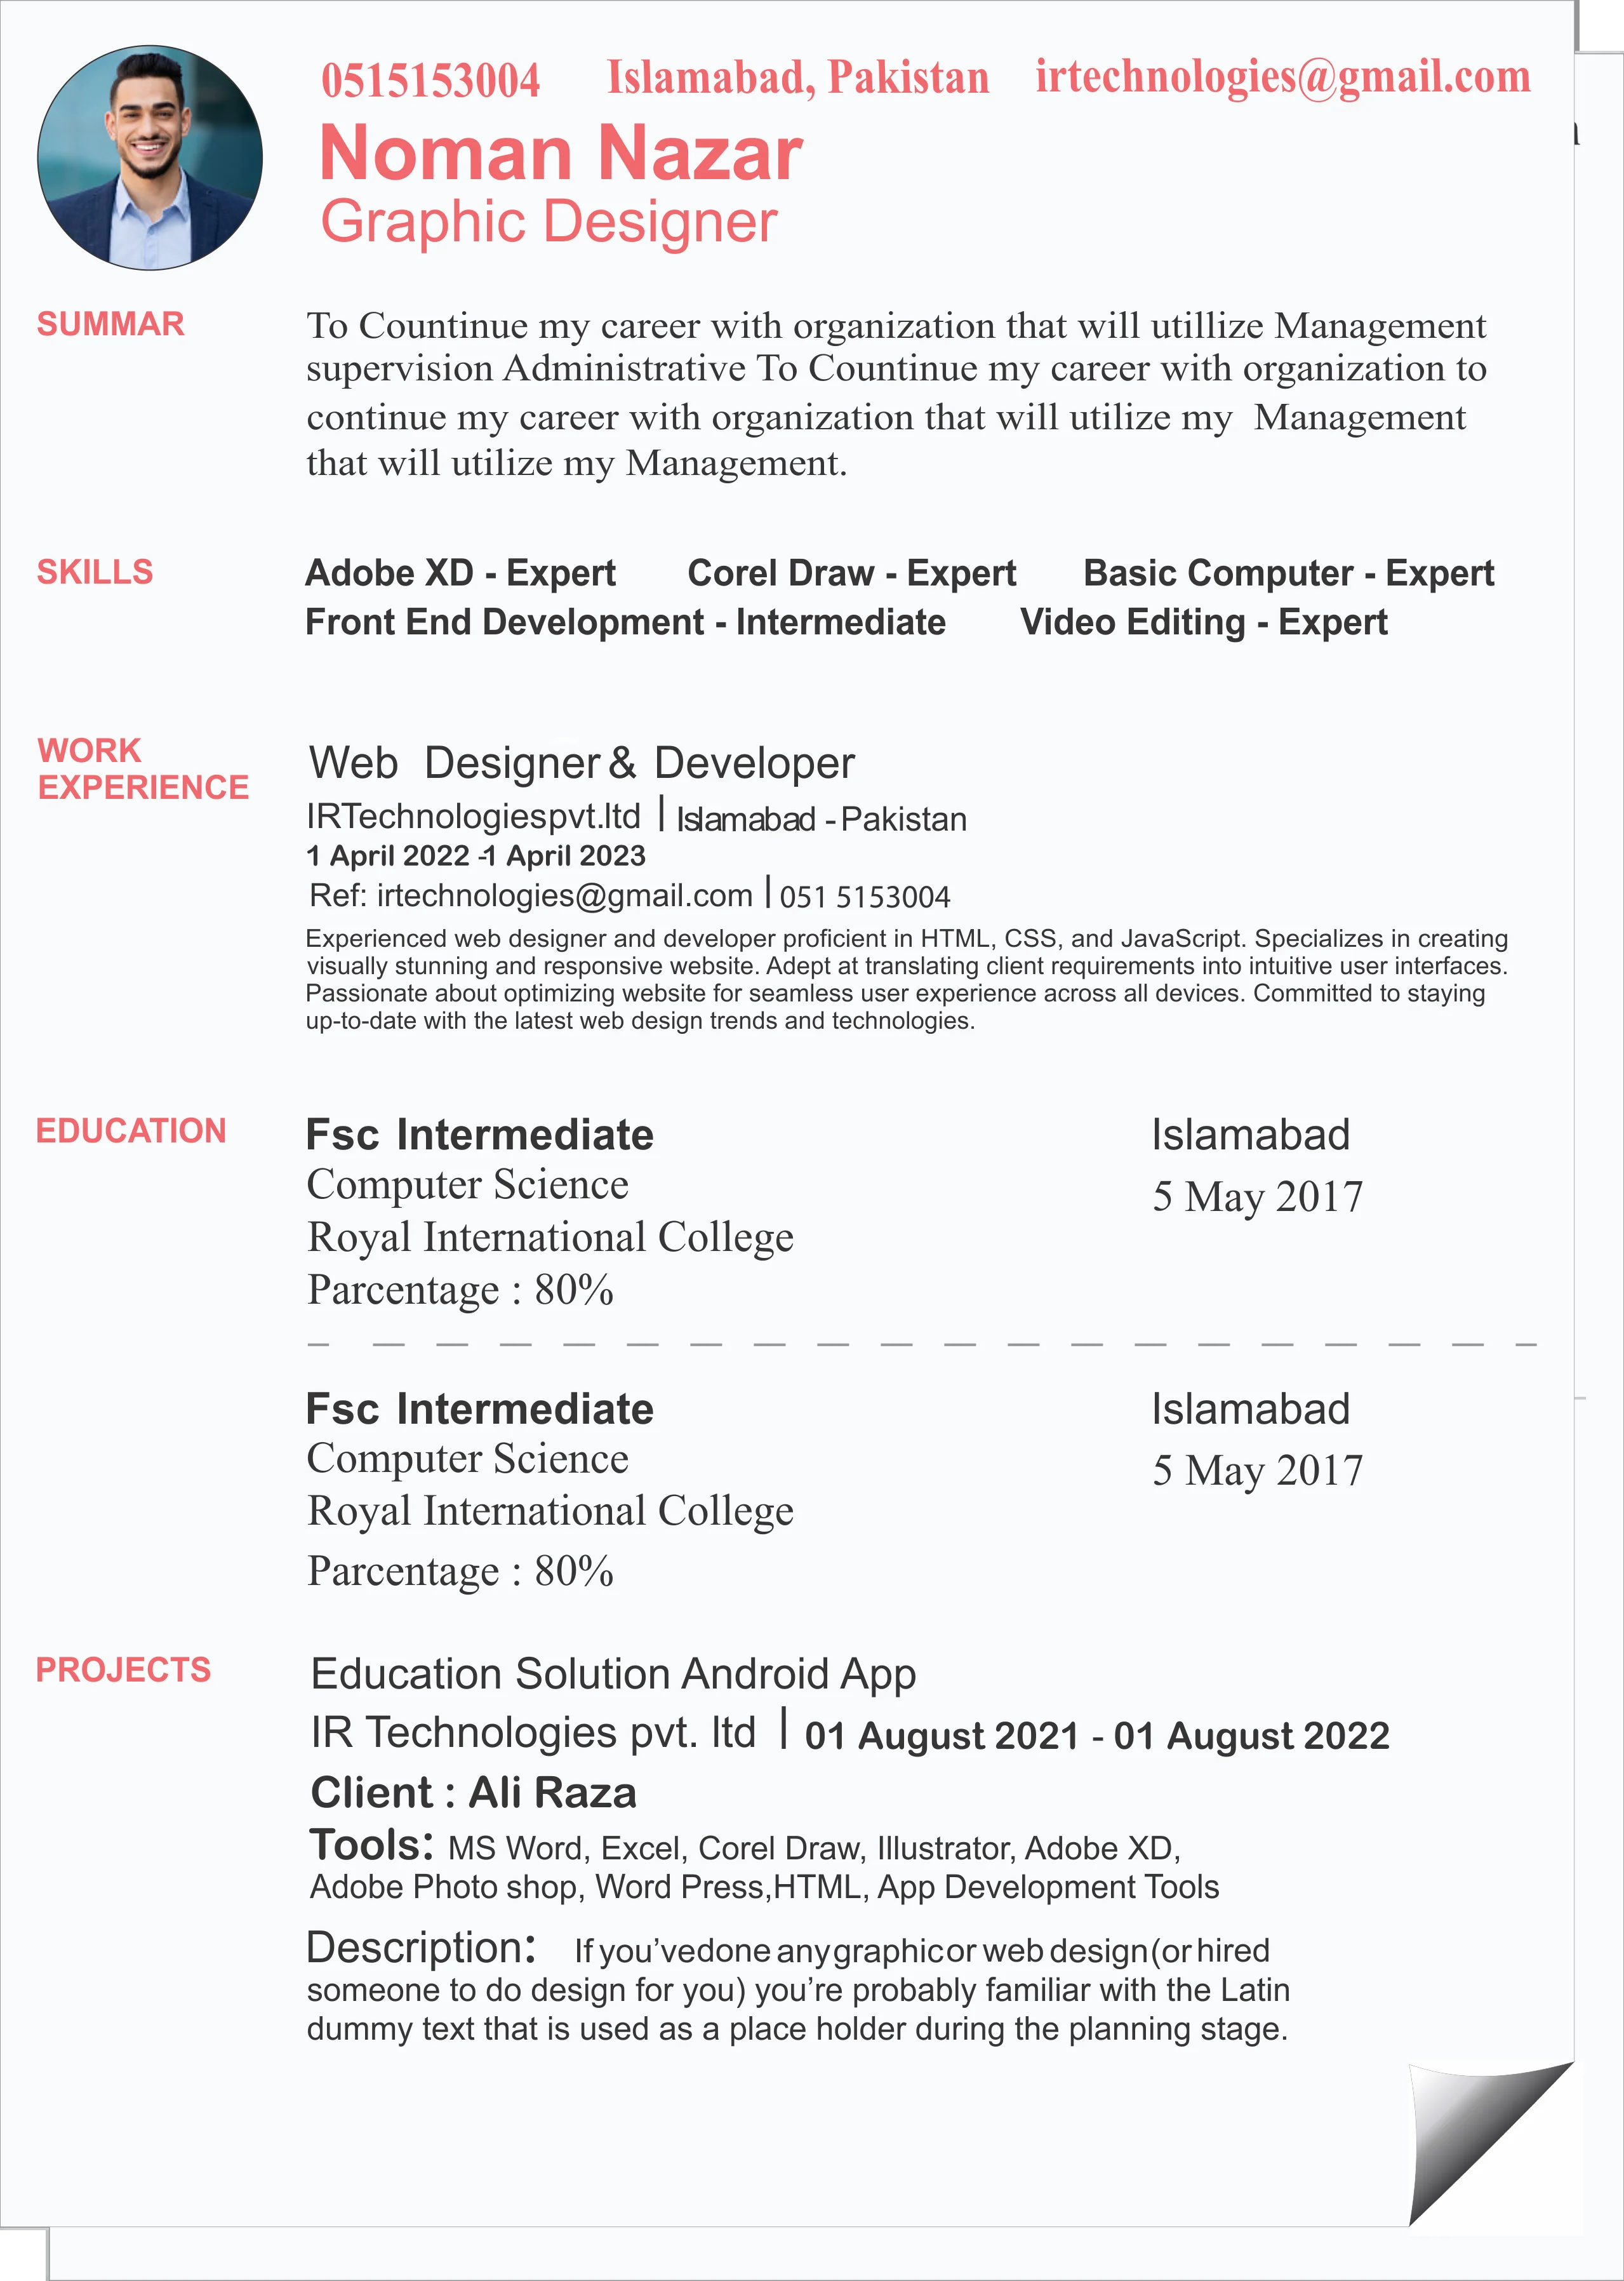 0515153004 Islamabad, Pakistan irtechnologies@gmail.com
Noman Nazar
Graphic Designer
SUMMAR
To Countinue my career with organization that will utillize Management
supervision Administrative To Countinue my career with organization to
continue my career with organization that will utilize my Management
that will utilize my Management.
SKILLS
Adobe XD - Expert Corel Draw - Expert Basic Computer - Expert
Front End Development - Intermediate Video Editing - Expert
WORK
EXPERIENCE
Web Designer & Developer
IRTechnologiespvt.ltd | Islamabad - Pakistan
1 April 2022 -1 April 2023
Ref: irtechnologies@gmail.com | 051 5153004
Experienced web designer and developer proficient in HTML, CSS, and JavaScript. Specializes in creating
visually stunning and responsive website. Adept at translating client requirements into intuitive user interfaces.
Passionate about optimizing website for seamless user experience across all devices. Committed to staying
up-to-date with the latest web design trends and technologies.
EDUCATION
Fsc Intermediate Islamabad
Computer Science 5 May 2017
Royal International College
Parcentage : 80%
Fsc Intermediate Islamabad
Computer Science 5 May 2017
Royal International College
Parcentage : 80%
PROJECTS
Education Solution Android App
IR Technologies pvt. ltd | 01 August 2021 - 01 August 2022
Client : Ali Raza
Tools: MS Word, Excel, Corel Draw, Illustrator, Adobe XD,
Adobe Photo shop, Word Press,HTML, App Development Tools
Description: If you’ve done any graphic or web design (or hired
someone to do design for you) you’re probably familiar with the Latin
dummy text that is used as a place holder during the planning stage.